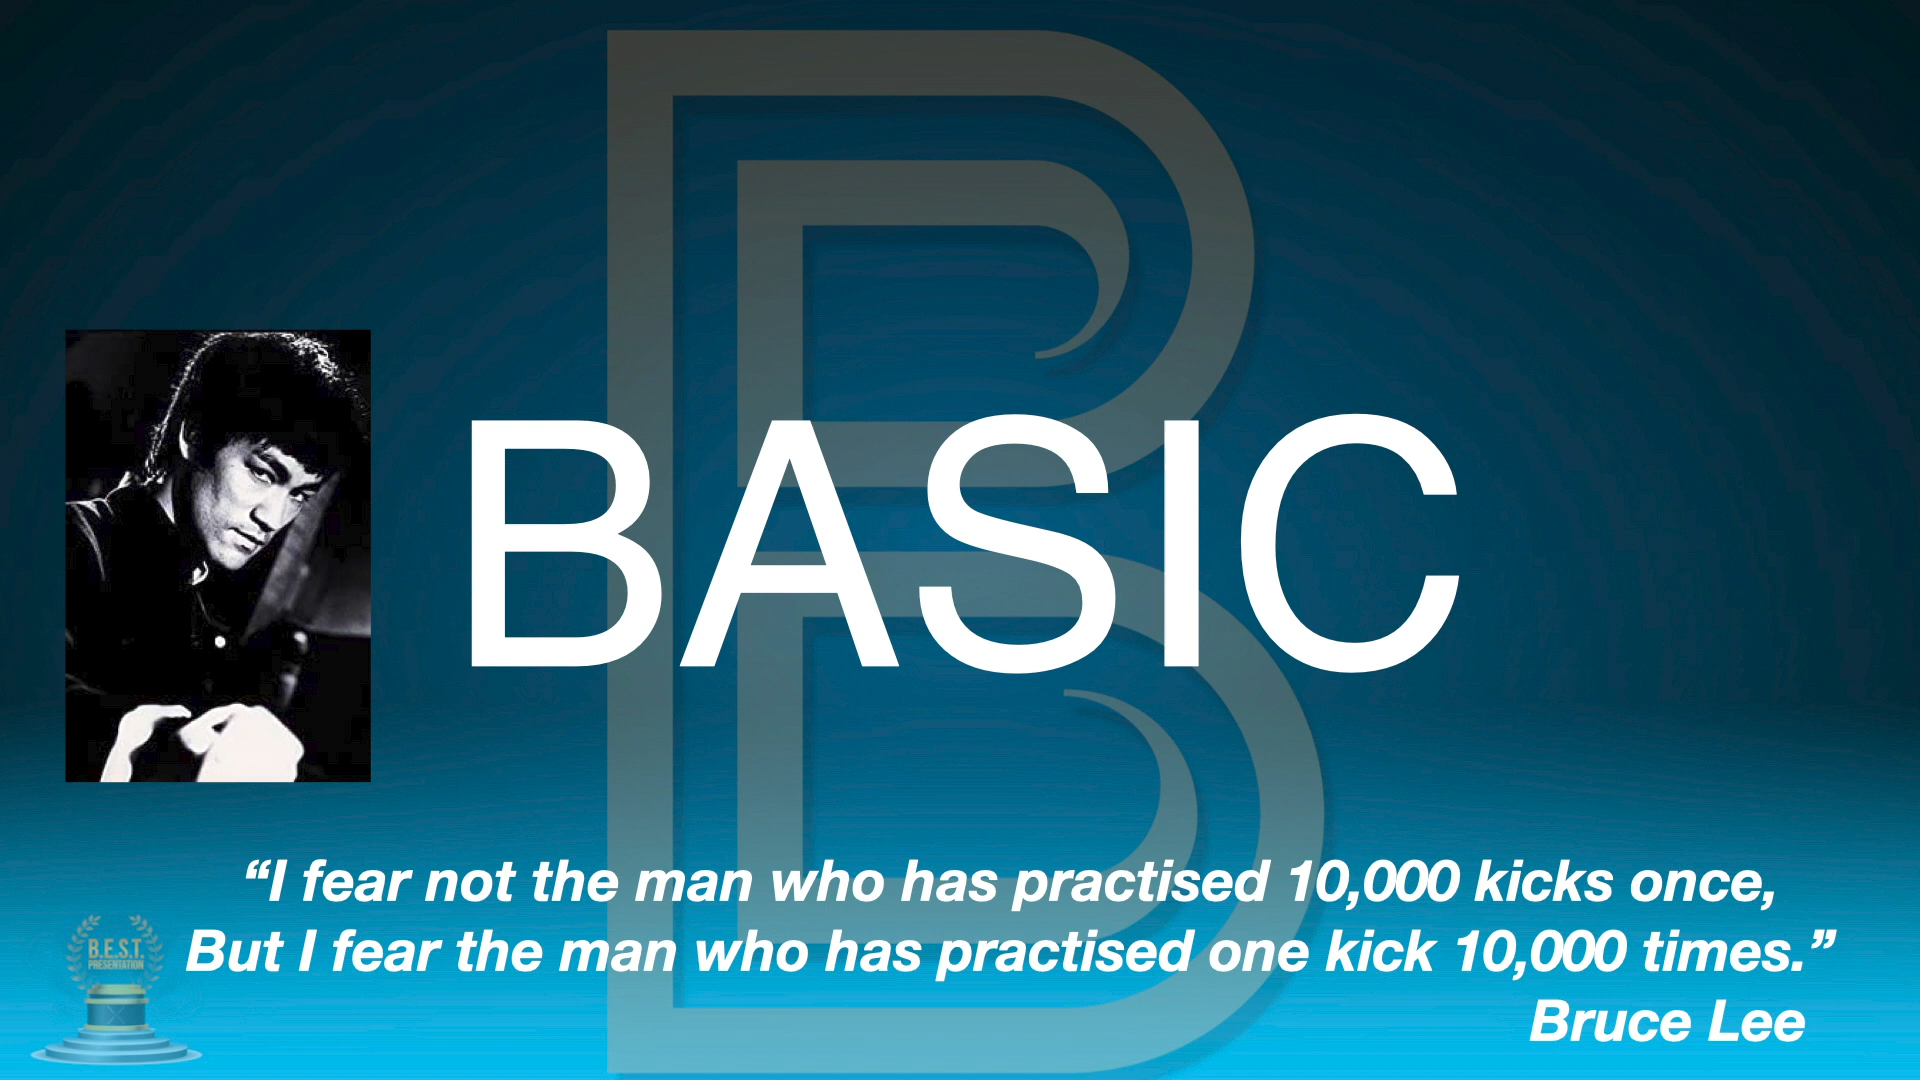 B
BASIC
“I fear not the man who has practised 10,000 kicks once,
But I fear the man who has practised one kick 10,000 times.”
Bruce Lee
B.E.S.T.
PRESENTATION